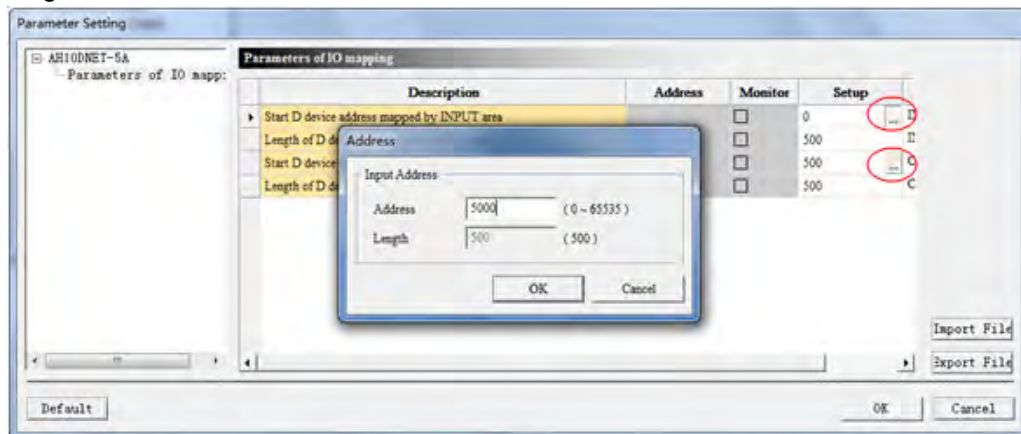 Parameter Setting
AH10DNET-5A
Parameters of IO mapp:
Parameters of IO mapping
Description Address Monitor Setup
Start D device address mapped by INPUT area 0 ...
Length of D de 500
Start D device 500 ...
Length of D de 500
Address
Input Address
Address 5000 ( 0 ~ 65535 )
Length 500 ( 500 )
OK Cancel
Import File
Export File
Default OK Cancel